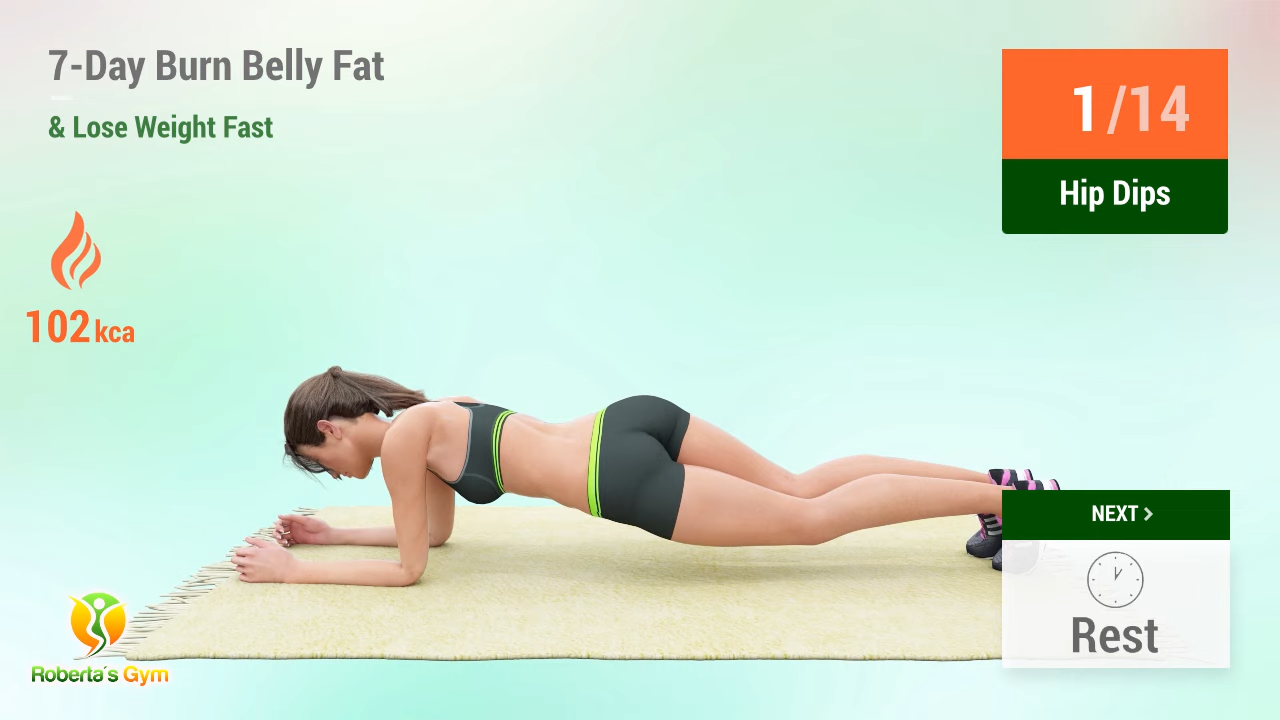 7-Day Burn Belly Fat
& Lose Weight Fast
1/14
Hip Dips
102 kca
NEXT >
Rest
Roberta´s Gym